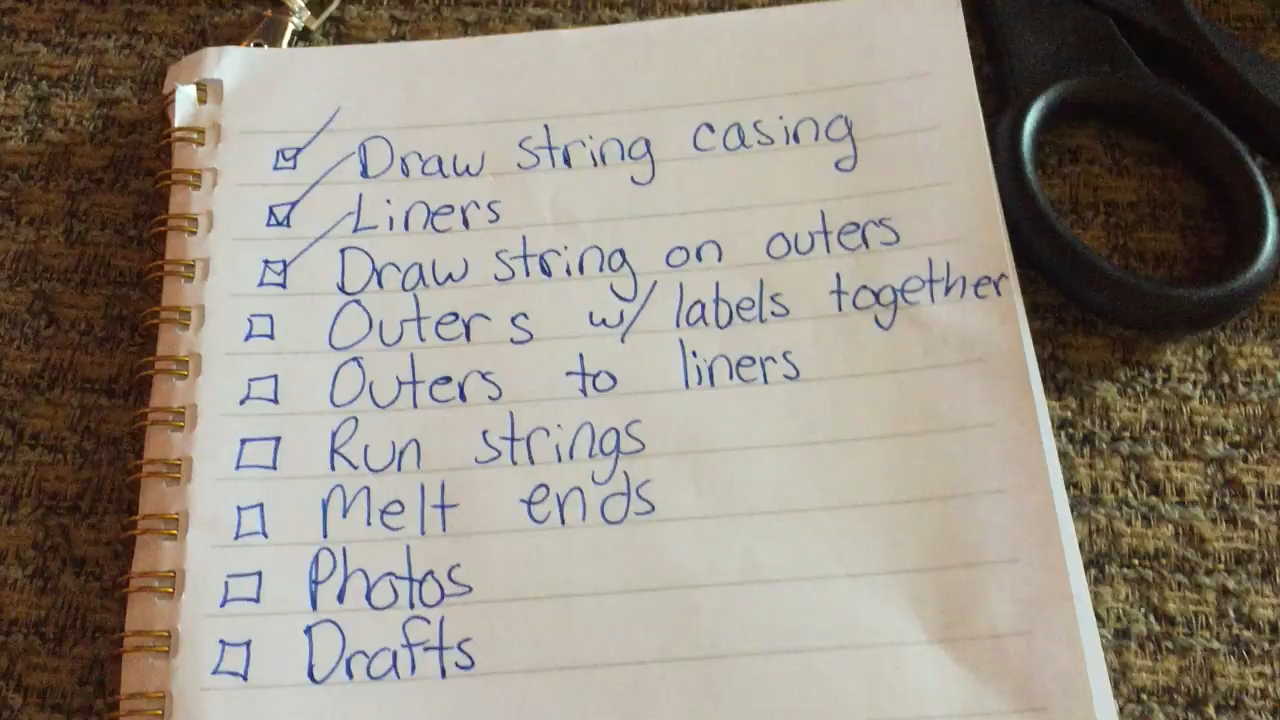 Draw string casing
Liners
Draw string on outers
Outers w/ labels together
Outers to liners
Run strings
Melt ends
Photos
Drafts